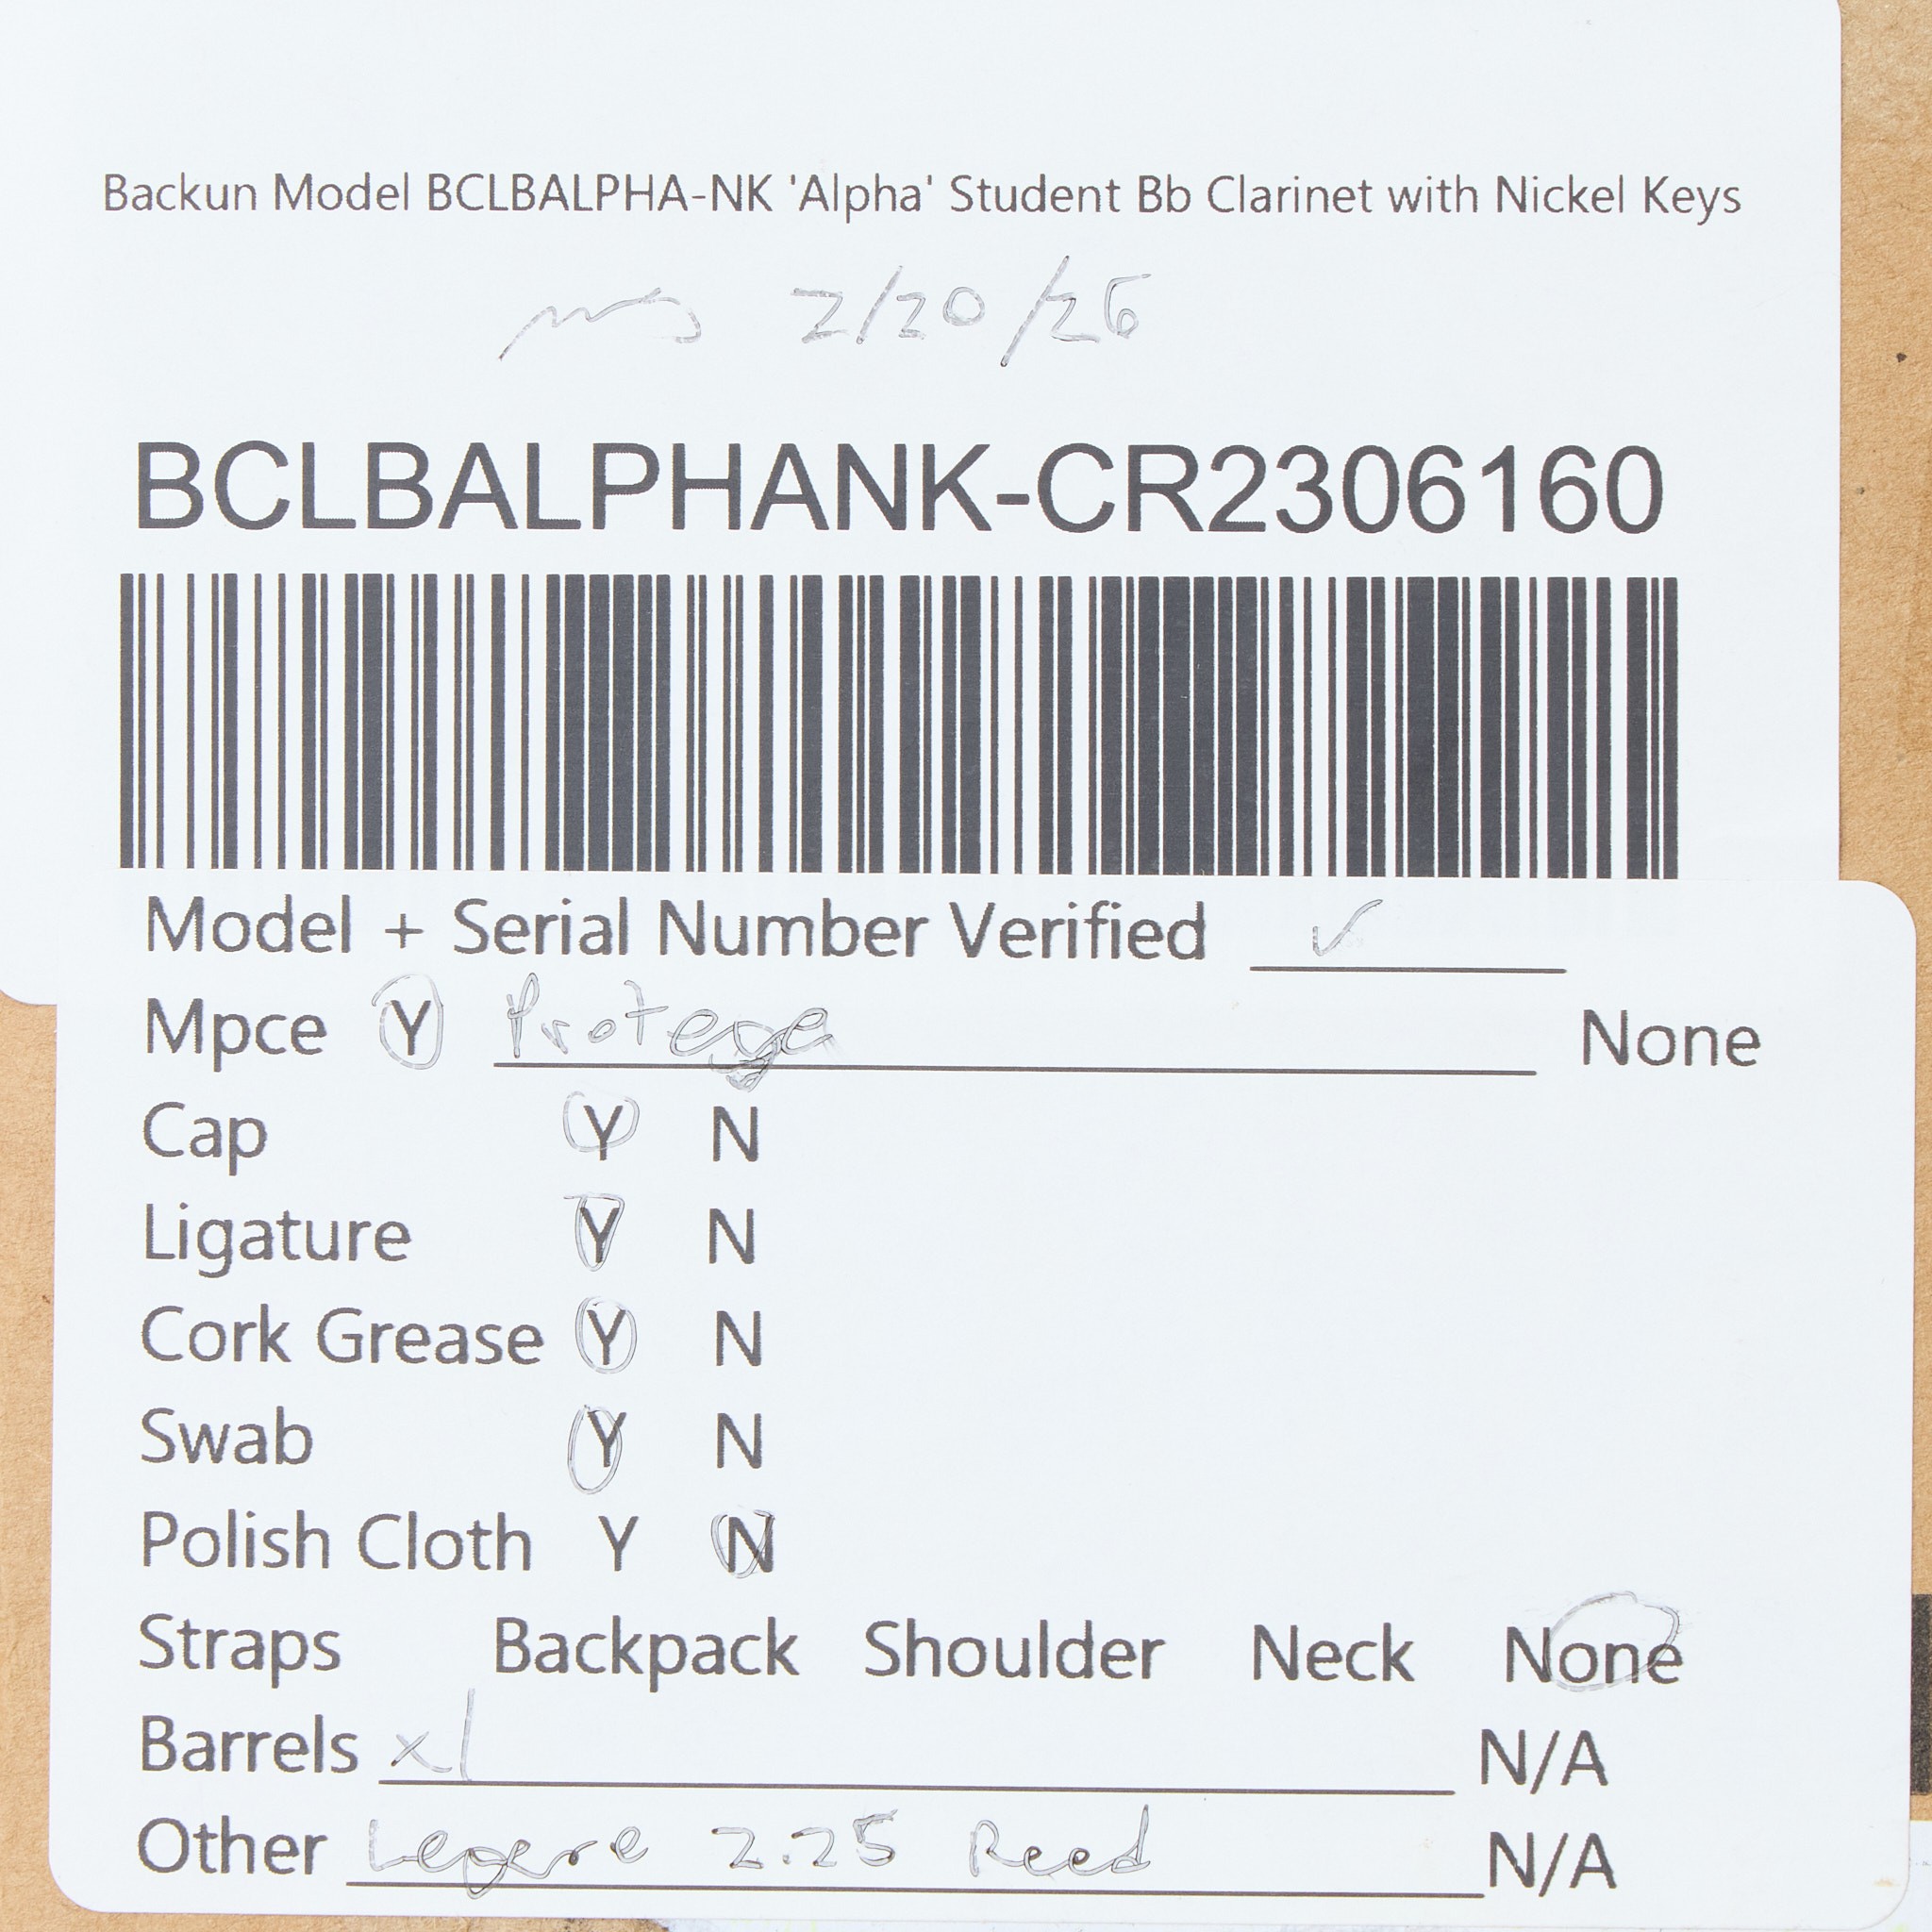 Backun Model BCLBALPHA-NK 'Alpha' Student Bb Clarinet with Nickel Keys
2/20/26
BCLBALPHANK-CR2306160
Model + Serial Number Verified ✓
Mpce Y Protege None
Cap Y N
Ligature Y N
Cork Grease Y N
Swab Y N
Polish Cloth Y N
Straps Backpack Shoulder Neck None
Barrels x1 N/A
Other Legere 2.25 Reed N/A